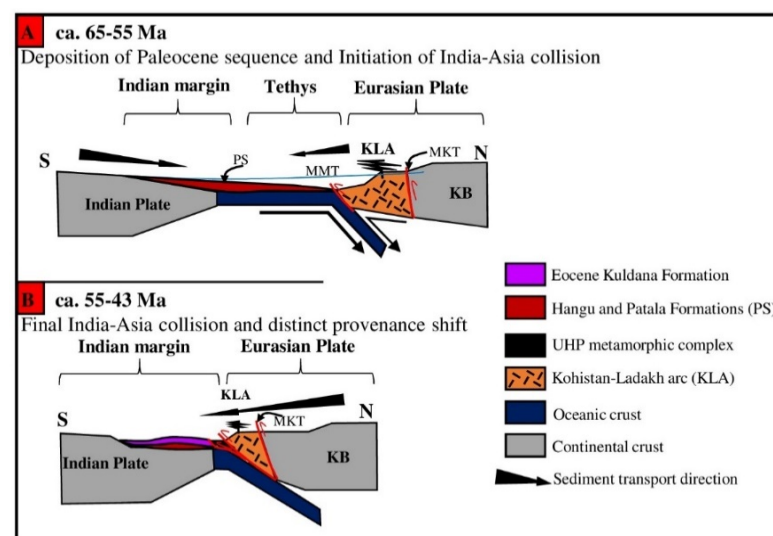 A ca. 65-55 Ma
Deposition of Paleocene sequence and Initiation of India-Asia collision
Indian margin Tethys Eurasian Plate
S PS MMT KLA MKT N
Indian Plate KB
B ca. 55-43 Ma
Final India-Asia collision and distinct provenance shift
Indian margin Eurasian Plate
KLA
S MKT N
Indian Plate KB
Eocene Kuldana Formation
Hangu and Patala Formations (PS)
UHP metamorphic complex
Kohistan-Ladakh arc (KLA)
Oceanic crust
Continental crust
Sediment transport direction